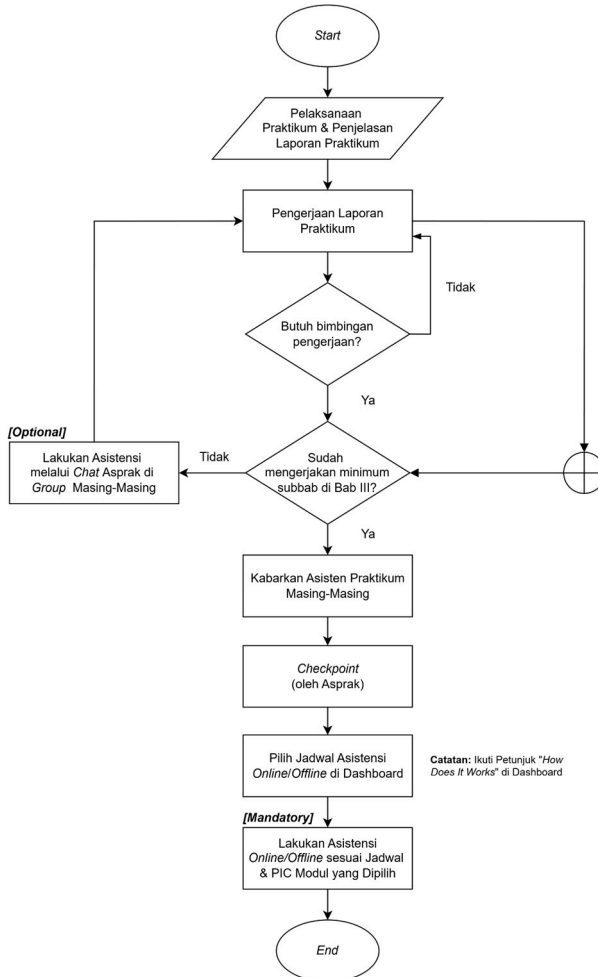 Start
Pelaksanaan
Praktikum & Penjelasan
Laporan Praktikum
Pengerjaan Laporan
Praktikum
Tidak
Butuh bimbingan
pengerjaan?
Ya
[Optional]
Lakukan Asistensi
melalui Chat Asprak di
Group Masing-Masing
Tidak
Sudah
mengerjakan minimum
subbab di Bab III?
Ya
Kabarkan Asisten Praktikum
Masing-Masing
Checkpoint
(oleh Asprak)
Pilih Jadwal Asistensi
Online/Offline di Dashboard
Catatan: Ikuti Petunjuk "How
Does It Works" di Dashboard
[Mandatory]
Lakukan Asistensi
Online/Offline sesuai Jadwal
& PIC Modul yang Dipilih
End